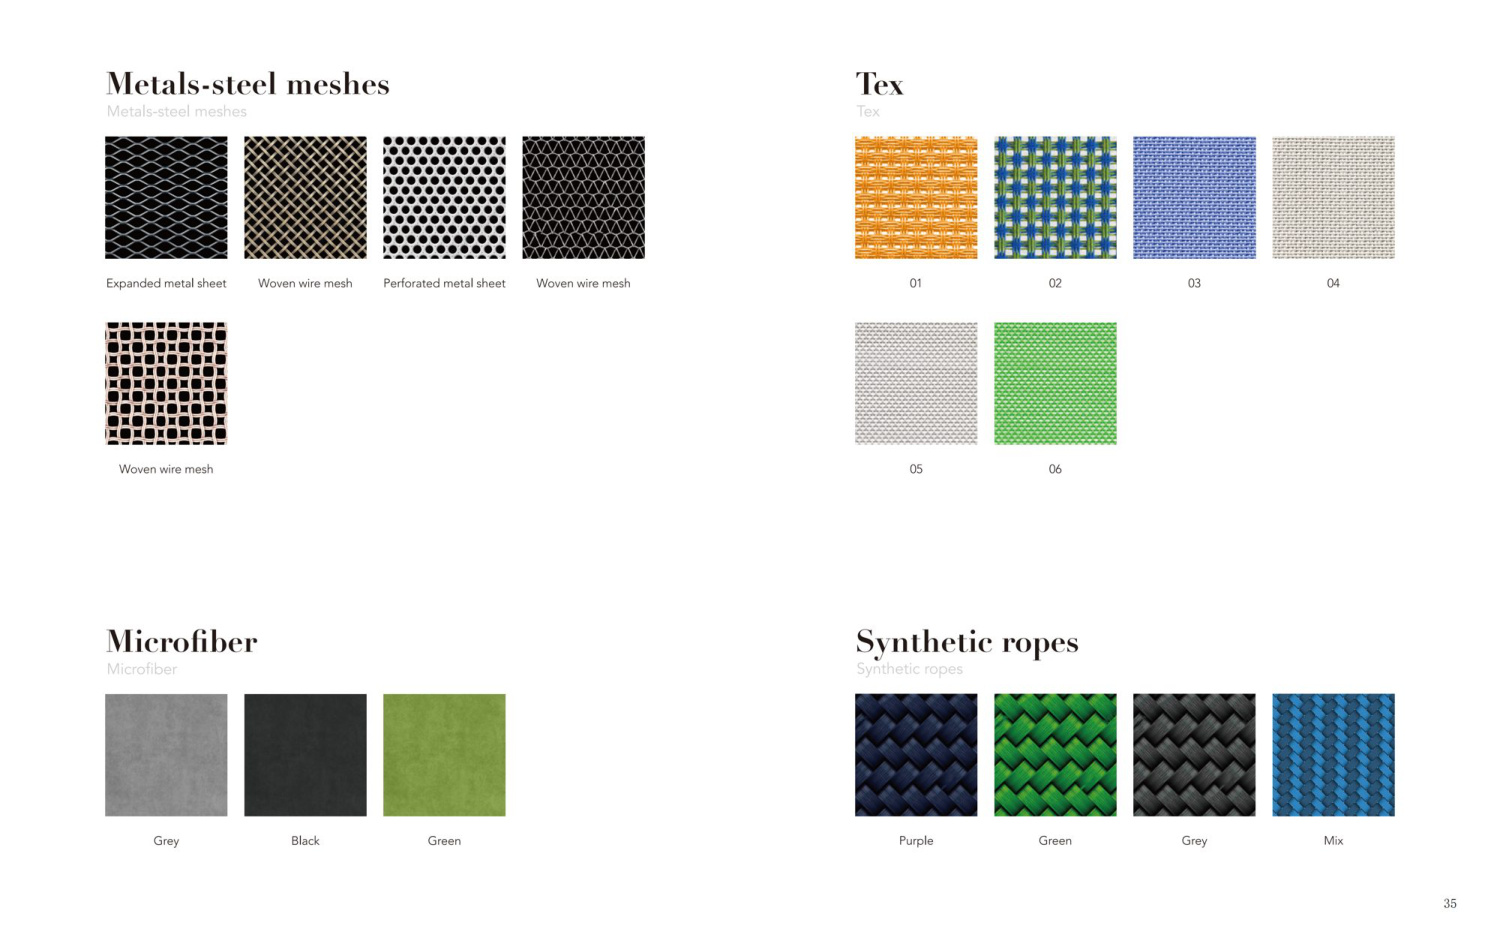 Metals-steel meshes
Metals-steel meshes
Expanded metal sheet
Woven wire mesh
Perforated metal sheet
Woven wire mesh
Woven wire mesh
Tex
Tex
01
02
03
04
05
06
Microfiber
Microfiber
Grey
Black
Green
Synthetic ropes
Synthetic ropes
Purple
Green
Grey
Mix
35